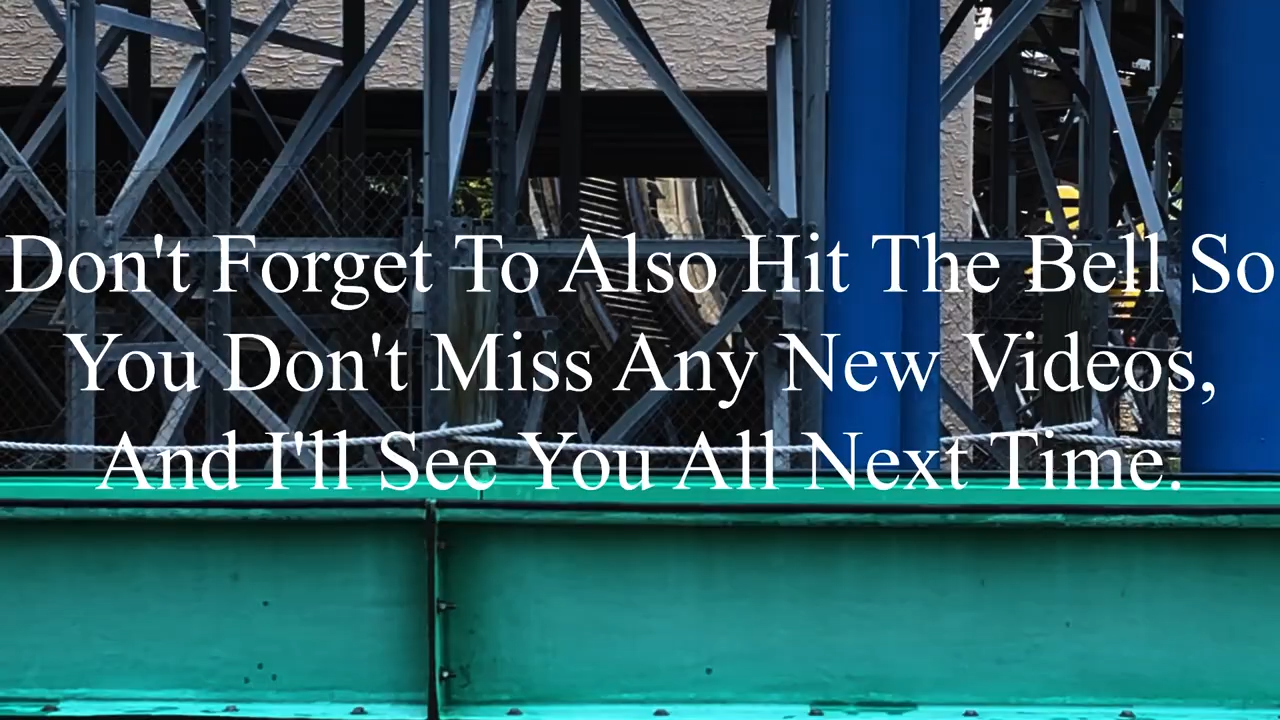 Don't Forget To Also Hit The Bell So
You Don't Miss Any New Videos,
And I'll See You All Next Time.